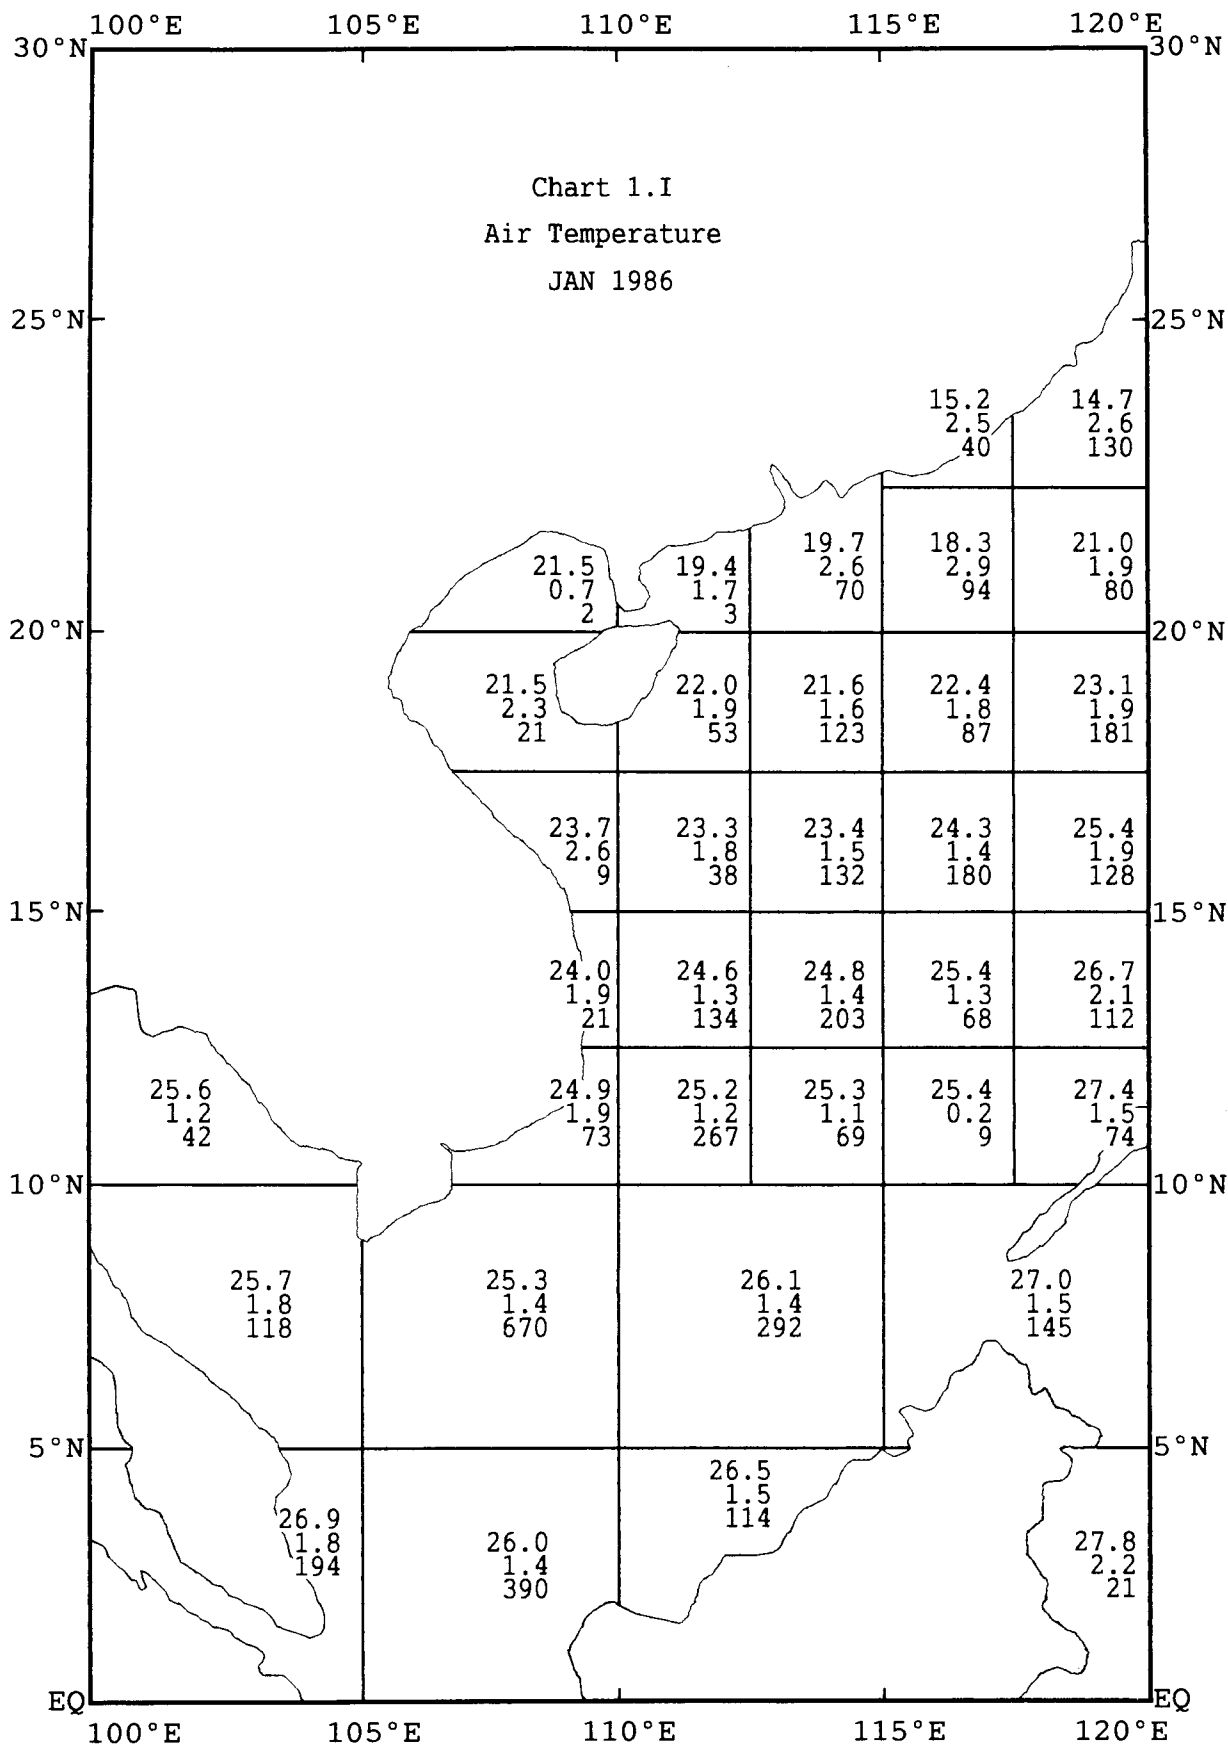 100°E 105°E 110°E 115°E 120°E
30°N 30°N
Chart 1.I
Air Temperature
JAN 1986
25°N 25°N
15.2 14.7
2.5 2.6
40 130
19.7 18.3 21.0
2.6 2.9 1.9
70 94 80
21.5 19.4
0.7 1.7
2 3
20°N 20°N
21.5 22.0 21.6 22.4 23.1
2.3 1.9 1.6 1.8 1.9
21 53 123 87 181
23.7 23.3 23.4 24.3 25.4
2.6 1.8 1.5 1.4 1.9
9 38 132 180 128
15°N 15°N
24.0 24.6 24.8 25.4 26.7
1.9 1.3 1.4 1.3 2.1
21 134 203 68 112
25.6 24.9 25.2 25.3 25.4 27.4
1.2 1.9 1.2 1.1 0.2 1.5
42 73 267 69 9 74
10°N 10°N
25.7 25.3 26.1 27.0
1.8 1.4 1.4 1.5
118 670 292 145
5°N 5°N
26.5
1.5
114
26.9
1.8
194
26.0 27.8
1.4 2.2
390 21
EQ EQ
100°E 105°E 110°E 115°E 120°E